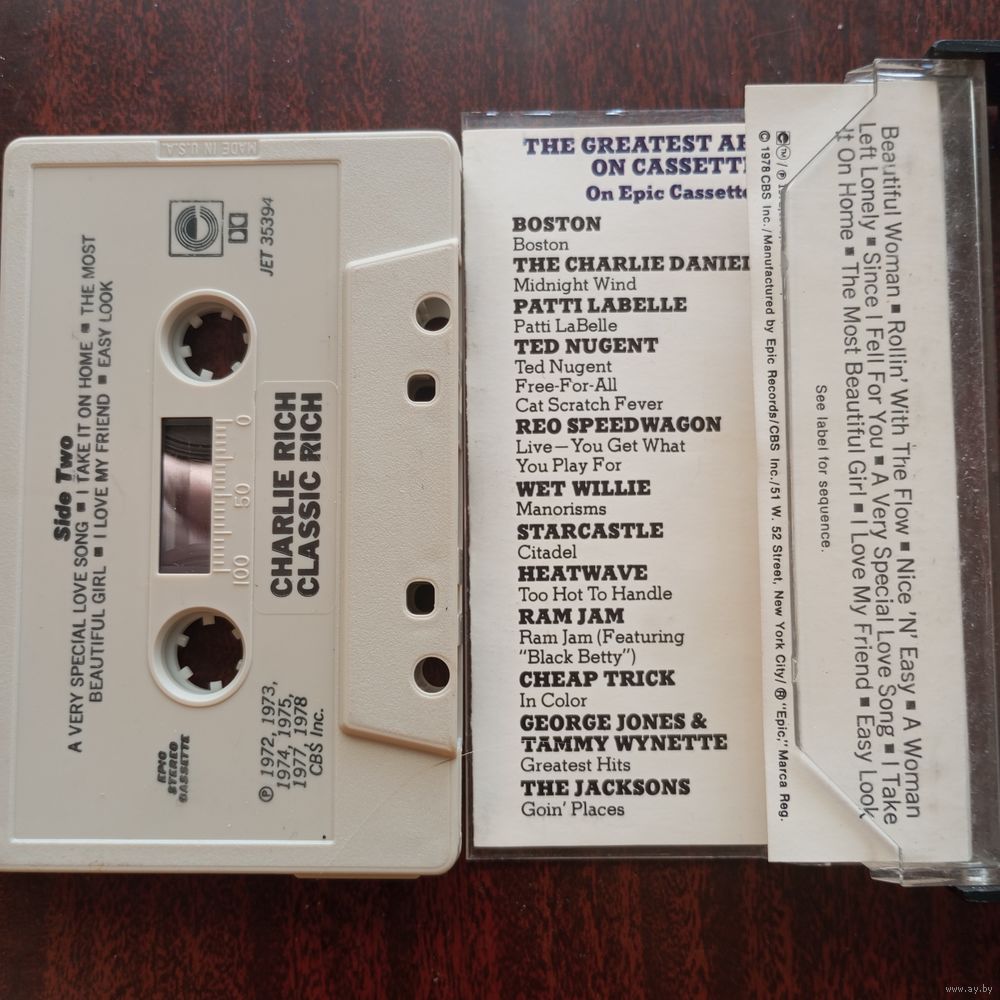 MADE IN U.S.A.
JET 35394
Side Two
A VERY SPECIAL LOVE SONG ▪ I TAKE IT ON HOME ▪ THE MOST
BEAUTIFUL GIRL ▪ I LOVE MY FRIEND ▪ EASY LOOK
0
50
100
CHARLIE RICH
CLASSIC RICH
EPIC
STEREO
CASSETTE
℗ 1972, 1973,
1974, 1975,
1977, 1978
CBS Inc.
THE GREATEST
ON CASSETTE
On Epic Cassette
BOSTON
Boston
THE CHARLIE DANIEL
Midnight Wind
PATTI LABELLE
Patti LaBelle
TED NUGENT
Ted Nugent
Free-For-All
Cat Scratch Fever
REO SPEEDWAGON
Live—You Get What
You Play For
WET WILLIE
Manorisms
STARCASTLE
Citadel
HEATWAVE
Too Hot To Handle
RAM JAM
Ram Jam (Featuring
"Black Betty")
CHEAP TRICK
In Color
GEORGE JONES &
TAMMY WYNETTE
Greatest Hits
THE JACKSONS
Goin' Places
Beautiful Woman ▪ Rollin' With The Flow ▪ Nice 'N' Easy ▪ A Woman
Left Lonely ▪ Since I Fell For You ▪ A Very Special Love Song ▪ I Take
It On Home ▪ The Most Beautiful Girl ▪ I Love My Friend ▪ Easy Look
See label for sequence.
© 1978 CBS Inc./Manufactured by Epic Records/CBS Inc./51 W. 52 Street, New York City/ ® "Epic," Marca Reg.
www.ay.by